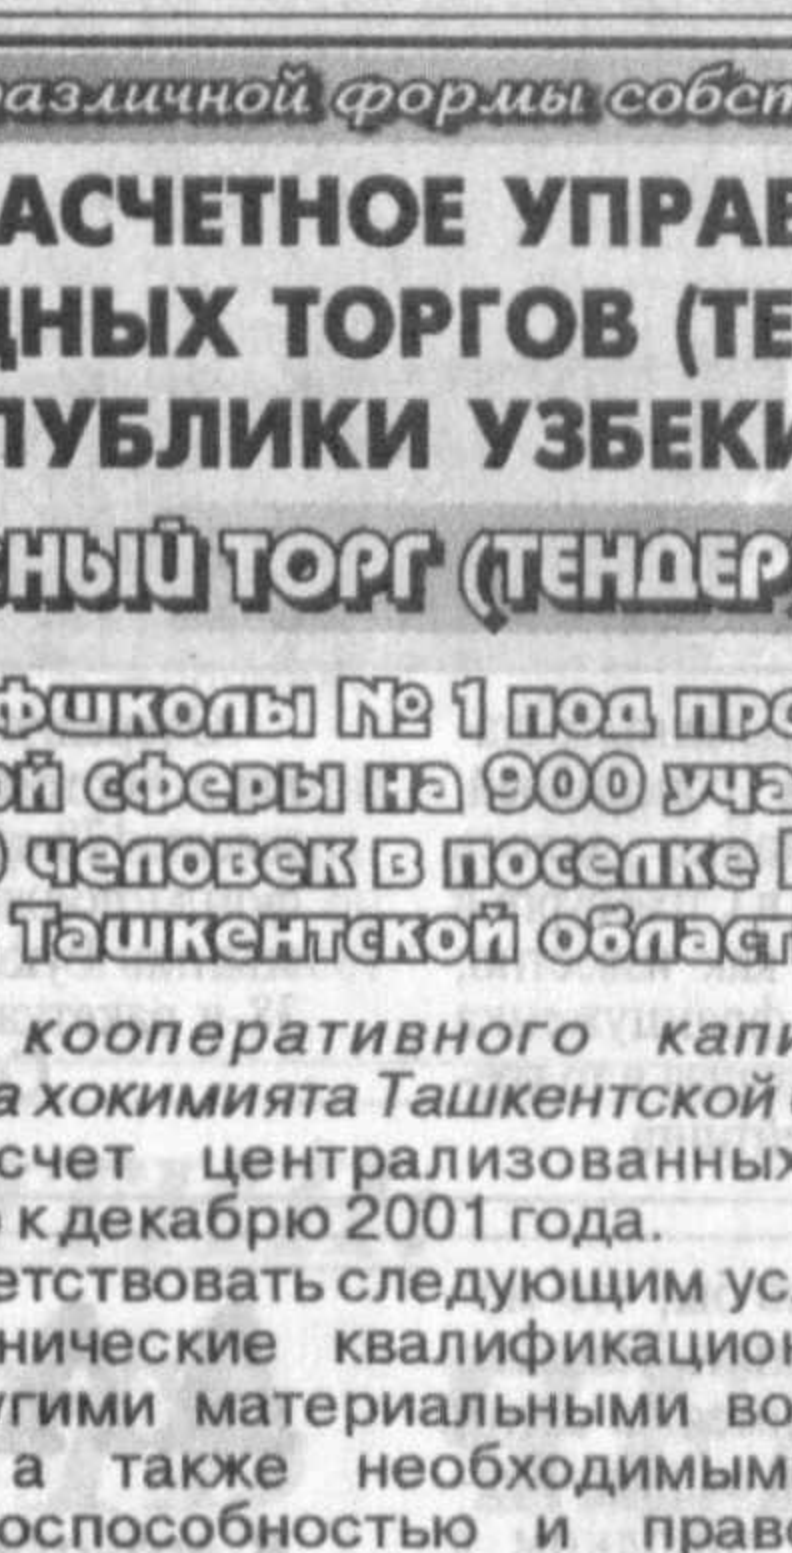 азличной формы собст
АСЧЕТНОЕ УПРАВ
ДНЫХ ТОРГОВ (ТЕ
ПУБЛИКИ УЗБЕКИ
НЫЙ ТОРГ (ТЕНДЕР)
фшколы № 1 под про
ой сферы на 900 уча
человек в поселке
Ташкентской област
кооперативного капи
а хокимията Ташкентской
счет централизованных
к декабрю 2001 года.
етствовать следующим усл
нические квалификацион
угими материальными во
а также необходимым
оспособностью и право